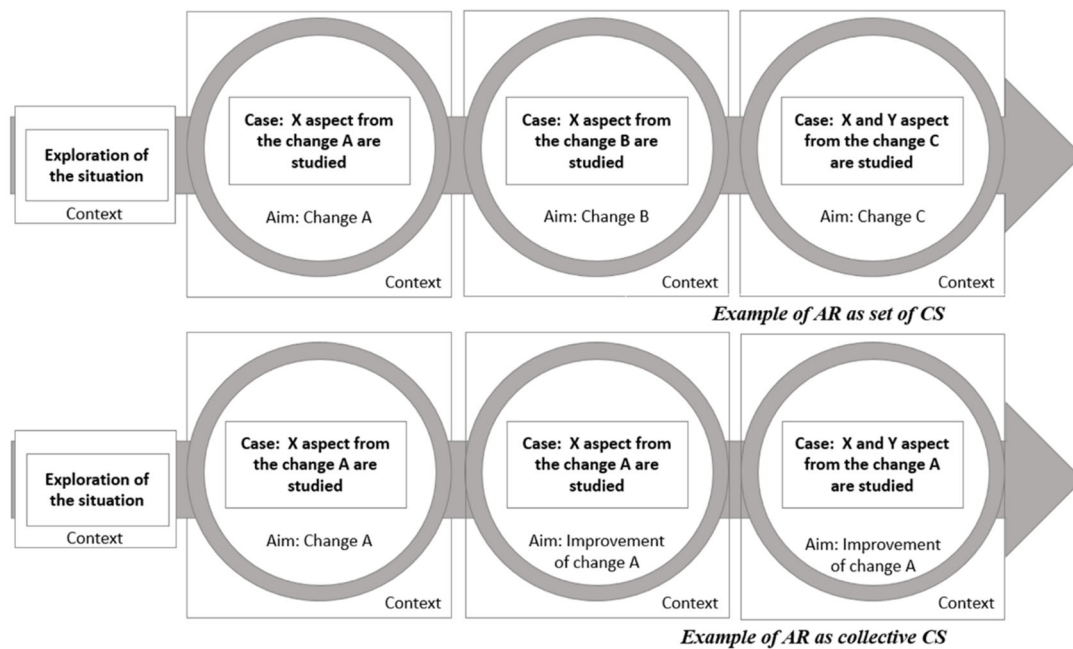 Exploration of
the situation
Context
Case:  X aspect from
the change A are
studied
Aim: Change A
Context
Case:  X aspect from
the change B are
studied
Aim: Change B
Context
Case:  X and Y aspect
from the change C
are studied
Aim: Change C
Context
Example of AR as set of CS
Exploration of
the situation
Context
Case:  X aspect from
the change A are
studied
Aim: Change A
Context
Case:  X aspect from
the change A are
studied
Aim: Improvement
of change A
Context
Case:  X and Y aspect
from the change A
are studied
Aim: Improvement
of change A
Context
Example of AR as collective CS